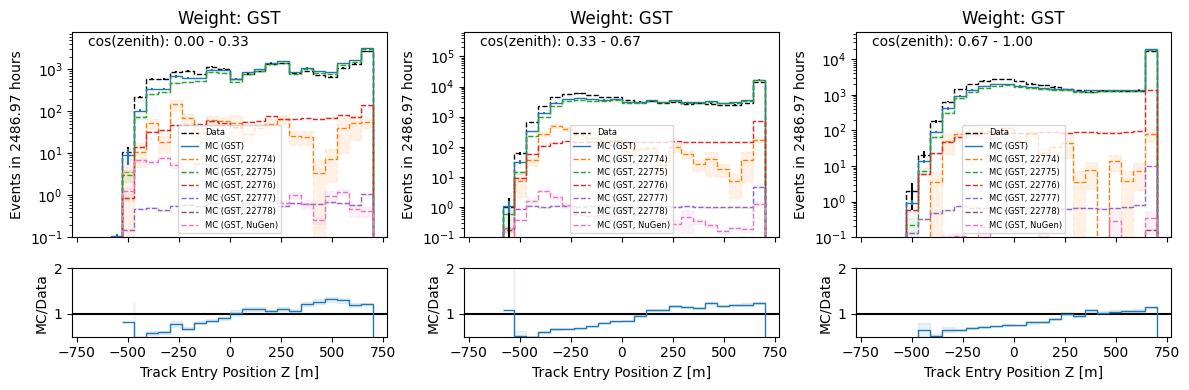 Weight: GST
cos(zenith): 0.00 - 0.33
Events in 2486.97 hours
10³
10²
10¹
10⁰
10⁻¹
Data
MC (GST)
MC (GST, 22774)
MC (GST, 22775)
MC (GST, 22776)
MC (GST, 22777)
MC (GST, 22778)
MC (GST, NuGen)
MC/Data
2
1
−750 −500 −250 0 250 500 750
Track Entry Position Z [m]
Weight: GST
cos(zenith): 0.33 - 0.67
Events in 2486.97 hours
10⁵
10⁴
10³
10²
10¹
10⁰
10⁻¹
Data
MC (GST)
MC (GST, 22774)
MC (GST, 22775)
MC (GST, 22776)
MC (GST, 22777)
MC (GST, 22778)
MC (GST, NuGen)
MC/Data
2
1
−750 −500 −250 0 250 500 750
Track Entry Position Z [m]
Weight: GST
cos(zenith): 0.67 - 1.00
Events in 2486.97 hours
10⁴
10³
10²
10¹
10⁰
10⁻¹
Data
MC (GST)
MC (GST, 22774)
MC (GST, 22775)
MC (GST, 22776)
MC (GST, 22777)
MC (GST, 22778)
MC (GST, NuGen)
MC/Data
2
1
−750 −500 −250 0 250 500 750
Track Entry Position Z [m]